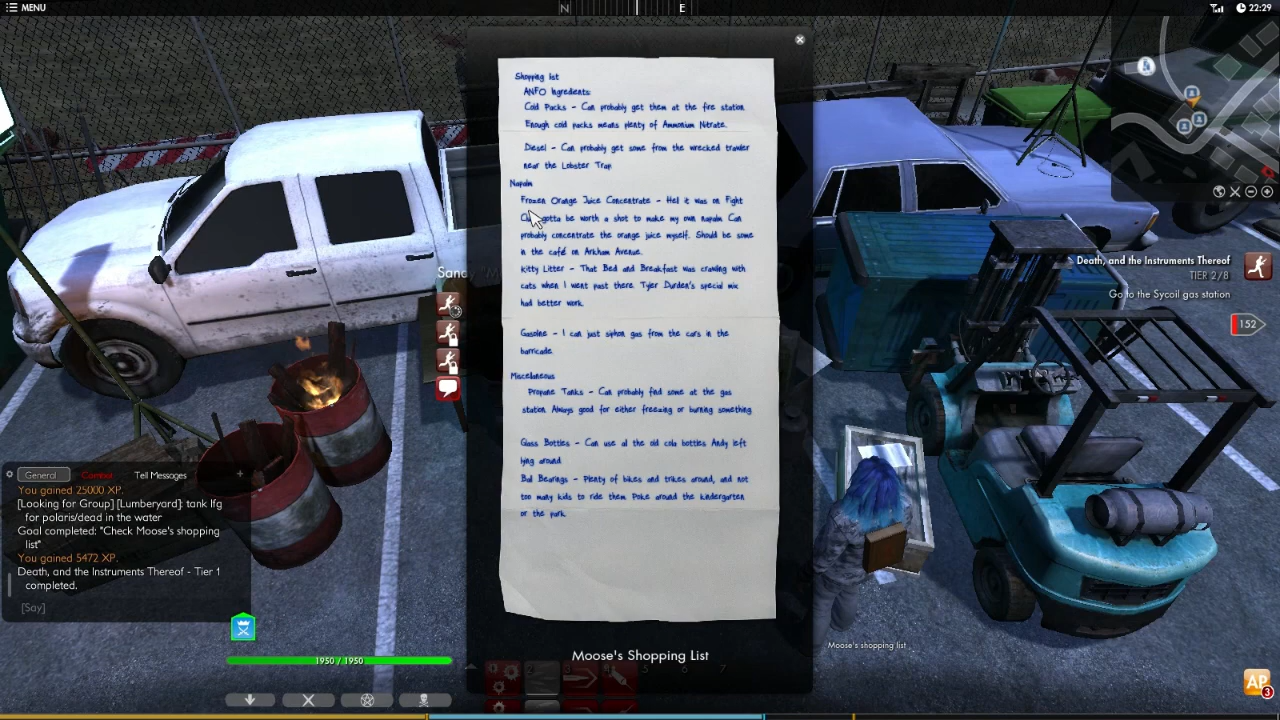 MENU
N
E
22:29
Shopping list
ANFO Ingredients:
Cold Packs - Can probably get them at the fire station.
Enough cold packs means plenty of Ammonium Nitrate.
Diesel - Can probably get some from the wrecked trawler
near the Lobster Trap
Napalm
Frozen Orange Juice Concentrate - Hel it was on Fight
gotta be worth a shot to make my own napalm Can
probably concentrate the orange juice myself. Should be some
in the café on Arkham Avenue.
Kitty Litter - That Bed and Breakfast was crawling with
cats when I went past there. Tyler Durden's special mix
had better work.
Gasoline - I can just siphon gas from the cars in the
barricade.
Miscellaneous
Propane Tanks - Can probably find some at the gas
station. Always good for either freezing or burning something.
Glass Bottles - Can use al the old cola bottles Andy left
lying around
Bal Bearings - Plenty of bikes and trikes around, and not
too many kids to ride them. Poke around the kindergarten
or the park.
Moose's Shopping List
Death, and the Instruments Thereof
TIER 2/8
Go to the Sycoil gas station
152
General
Combat
Tell Messages
+
You gained 25000 XP.
[Looking for Group] [Lumberyard]: tank lfg
for polaris/dead in the water
Goal completed: "Check Moose's shopping
list"
You gained 5472 XP.
Death, and the Instruments Thereof - Tier 1
completed.
[Say]
1950 / 1950
Moose's shopping list
5
6
7
AP
3